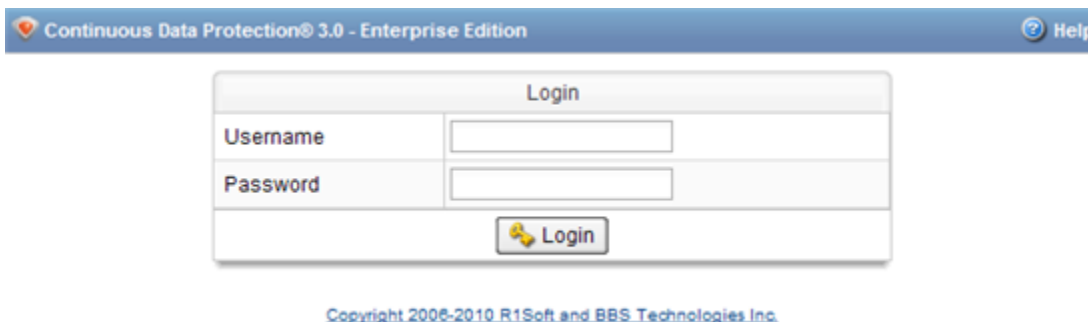 Continuous Data Protection® 3.0 - Enterprise Edition Help
Login
Username
Password
Login
Copyright 2006-2010 R1Soft and BBS Technologies Inc.